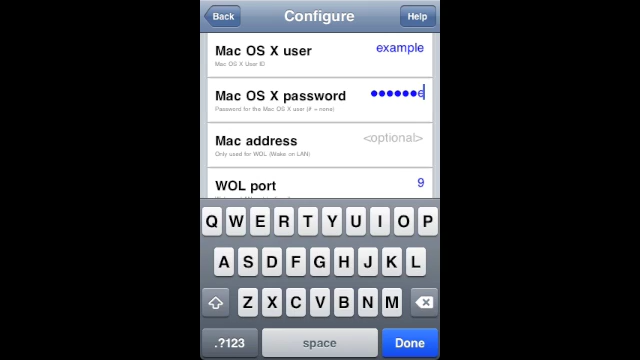 Back Configure Help
Mac OS X user example
Mac OS X User ID
Mac OS X password ●●●●●●e
Password for the Mac OS X user (# = none)
Mac address <optional>
Only used for WOL (Wake on LAN)
WOL port 9
Q W E R T Y U I O P
A S D F G H J K L
Z X C V B N M
.?123 space Done